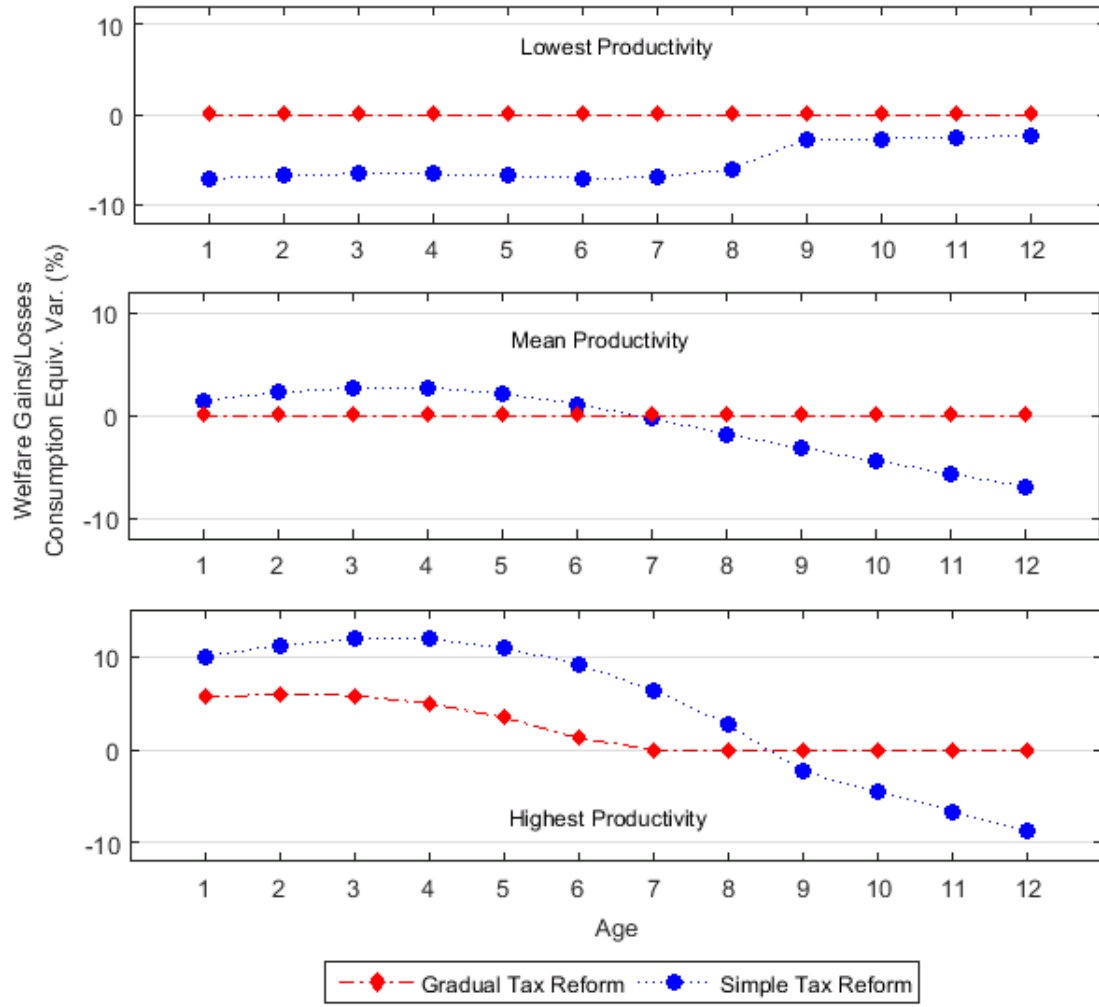 10
Lowest Productivity
0
-10
1 2 3 4 5 6 7 8 9 10 11 12
Welfare Gains/Losses
Consumption Equiv. Var. (%)
10
Mean Productivity
0
-10
1 2 3 4 5 6 7 8 9 10 11 12
10
0
Highest Productivity
-10
1 2 3 4 5 6 7 8 9 10 11 12
Age
Gradual Tax Reform Simple Tax Reform